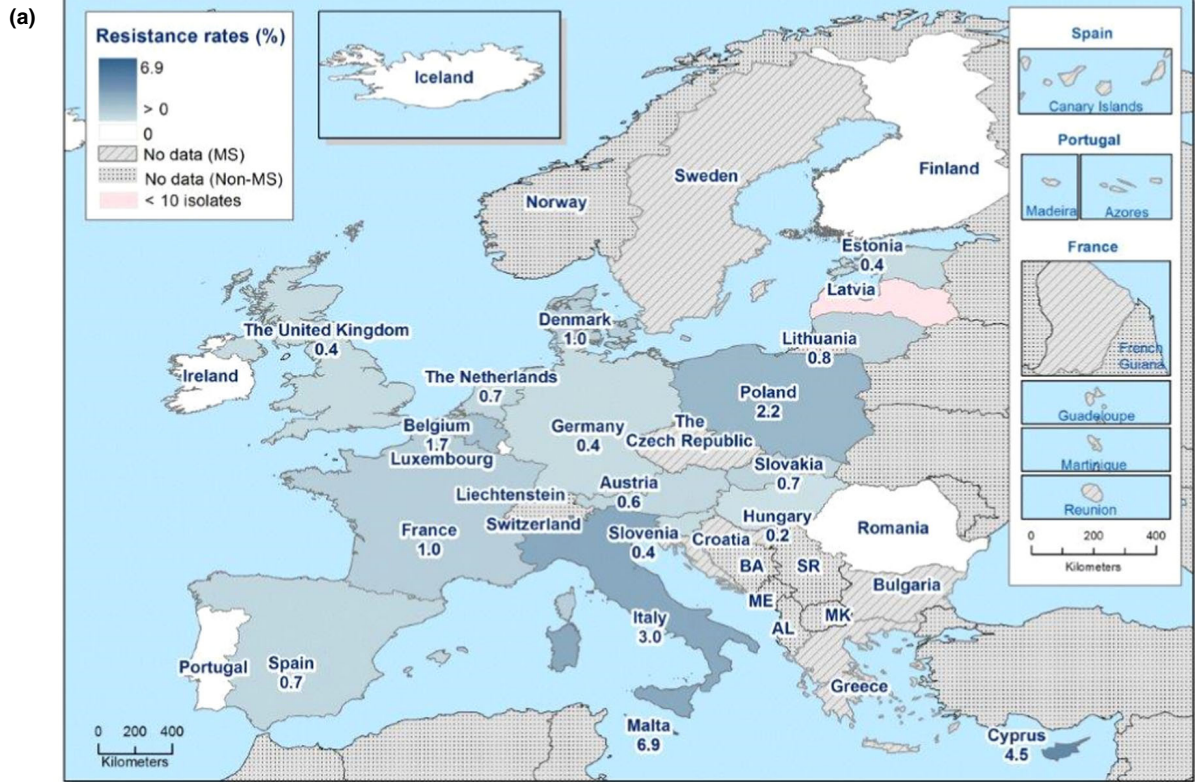 (a)
Resistance rates (%)
6.9
> 0
0
No data (MS)
No data (Non-MS)
< 10 isolates
Iceland
Spain
Canary Islands
Portugal
Madeira
Azores
France
French
Guiana
Guadeloupe
Martinique
Reunion
0 200 400
Kilometers
Sweden
Finland
Norway
Estonia
0.4
Latvia
Denmark
1.0
The United Kingdom
0.4
Lithuania
0.8
Ireland
The Netherlands
0.7
Poland
2.2
Belgium
1.7
Germany
0.4
The
Czech Republic
Luxembourg
Slovakia
0.7
Austria
0.6
Liechtenstein
Switzerland
France
1.0
Slovenia
0.4
Hungary
0.2
Croatia
Romania
BA
SR
Bulgaria
ME
MK
AL
Italy
3.0
Portugal
Spain
0.7
Greece
Malta
6.9
Cyprus
4.5
0 200 400
Kilometers